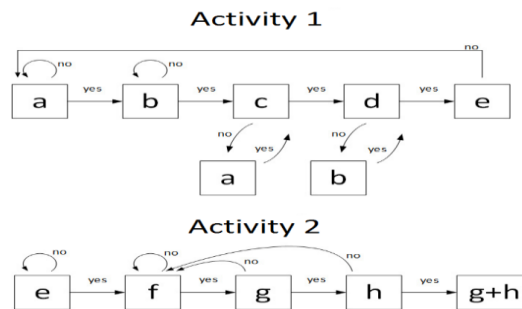 Activity 1
no
no no
a yes b yes c yes d yes e
no yes no yes
a b
Activity 2
no no no no
e yes f yes g yes h yes g+h